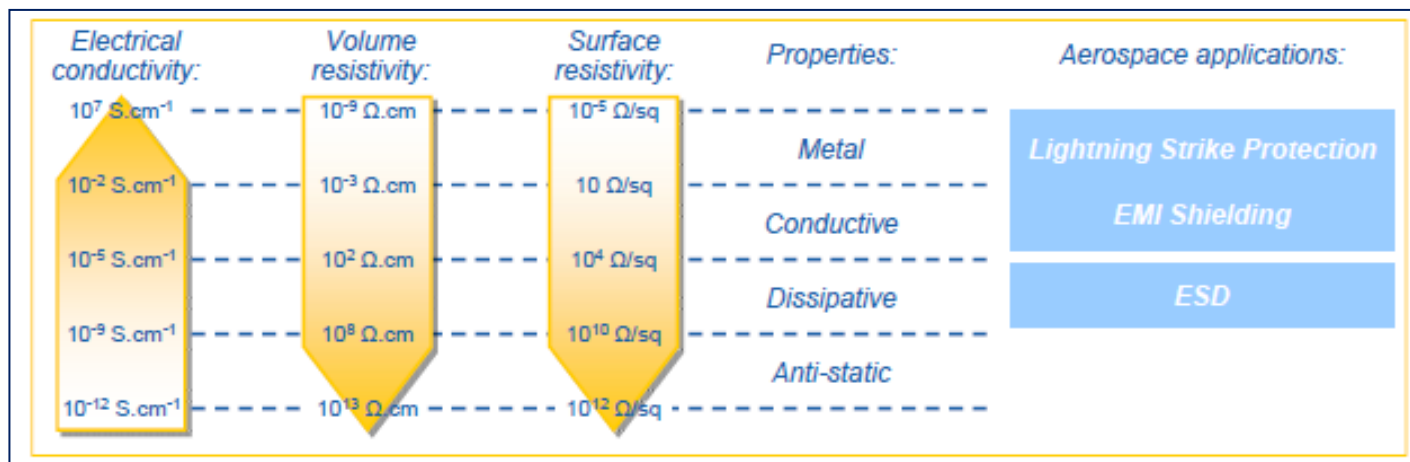 Electrical conductivity: Volume resistivity: Surface resistivity: Properties: Aerospace applications:
10⁷ S.cm⁻¹ 10⁻⁹ Ω.cm 10⁻⁵ Ω/sq
Metal Lightning Strike Protection
10⁻² S.cm⁻¹ 10⁻³ Ω.cm 10 Ω/sq
Conductive EMI Shielding
10⁻⁵ S.cm⁻¹ 10² Ω.cm 10⁴ Ω/sq
Dissipative ESD
10⁻⁹ S.cm⁻¹ 10⁸ Ω.cm 10¹⁰ Ω/sq
Anti-static
10⁻¹² S.cm⁻¹ 10¹³ Ω.cm 10¹² Ω/sq